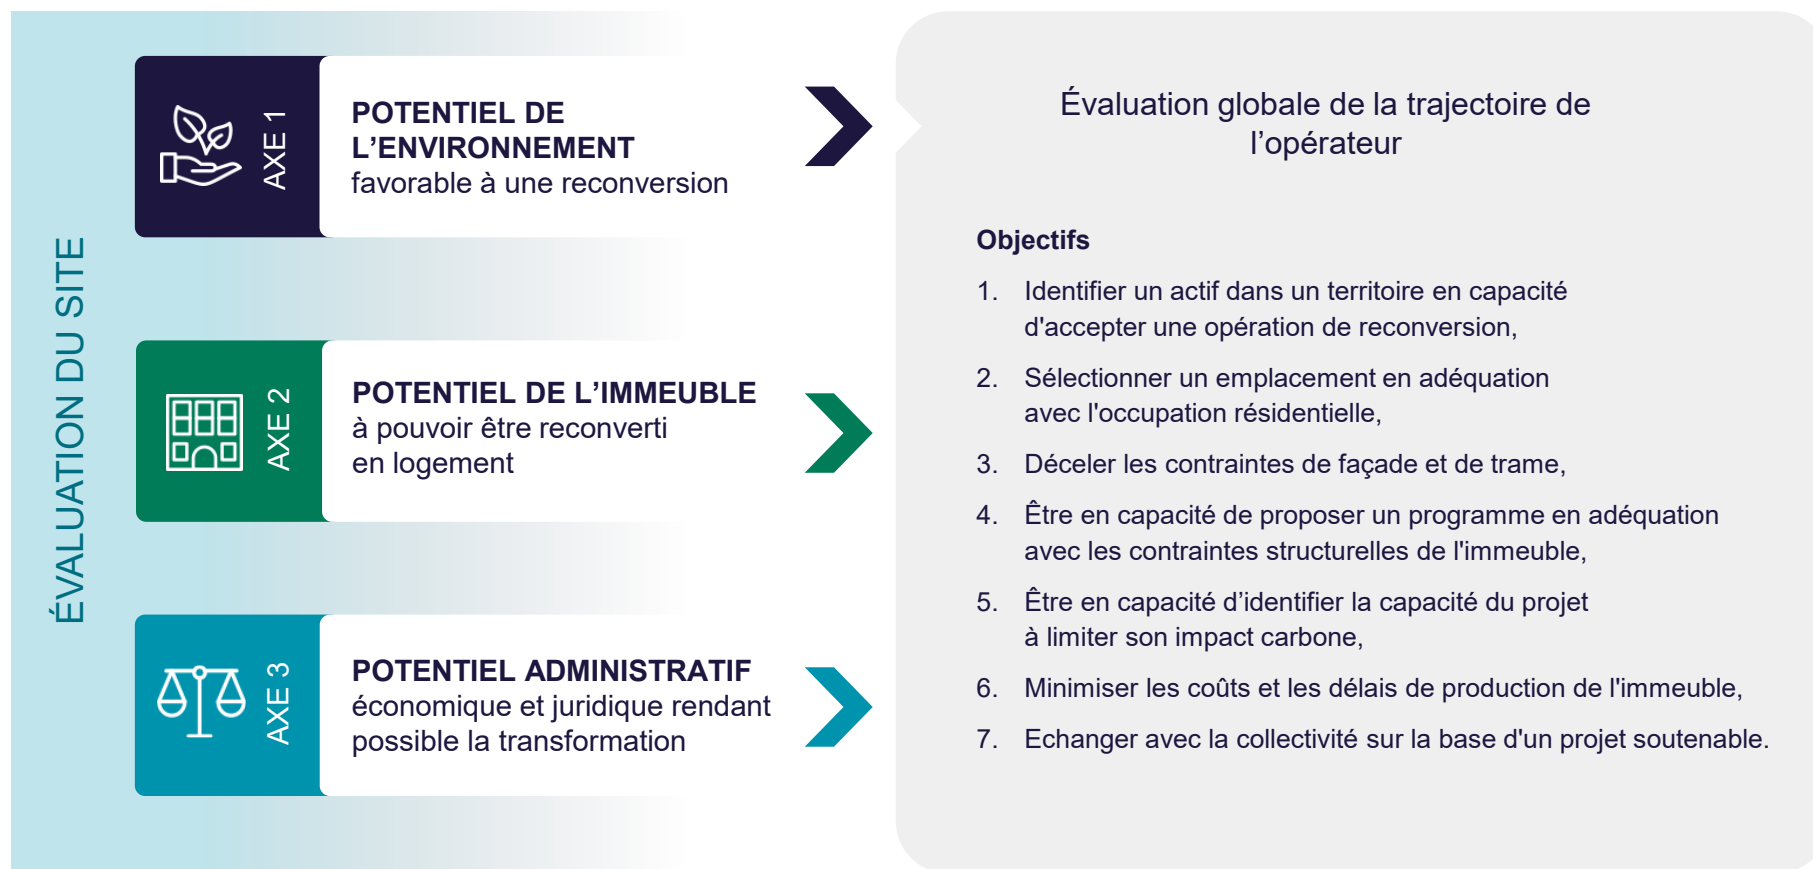 ÉVALUATION DU SITE
AXE 1
POTENTIEL DE
L’ENVIRONNEMENT
favorable à une reconversion
AXE 2
POTENTIEL DE L’IMMEUBLE
à pouvoir être reconverti
en logement
AXE 3
POTENTIEL ADMINISTRATIF
économique et juridique rendant
possible la transformation
Évaluation globale de la trajectoire de
l’opérateur
Objectifs
1. Identifier un actif dans un territoire en capacité
d'accepter une opération de reconversion,
2. Sélectionner un emplacement en adéquation
avec l'occupation résidentielle,
3. Déceler les contraintes de façade et de trame,
4. Être en capacité de proposer un programme en adéquation
avec les contraintes structurelles de l'immeuble,
5. Être en capacité d’identifier la capacité du projet
à limiter son impact carbone,
6. Minimiser les coûts et les délais de production de l'immeuble,
7. Echanger avec la collectivité sur la base d'un projet soutenable.